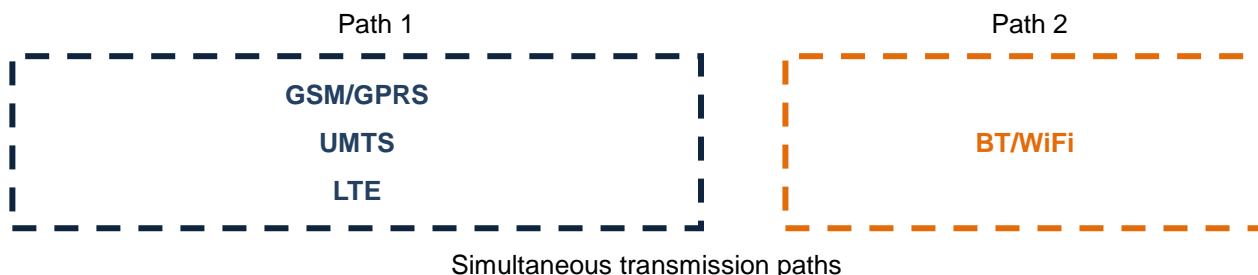 Path 1
Path 2
GSM/GPRS
UMTS
LTE
BT/WiFi
Simultaneous transmission paths